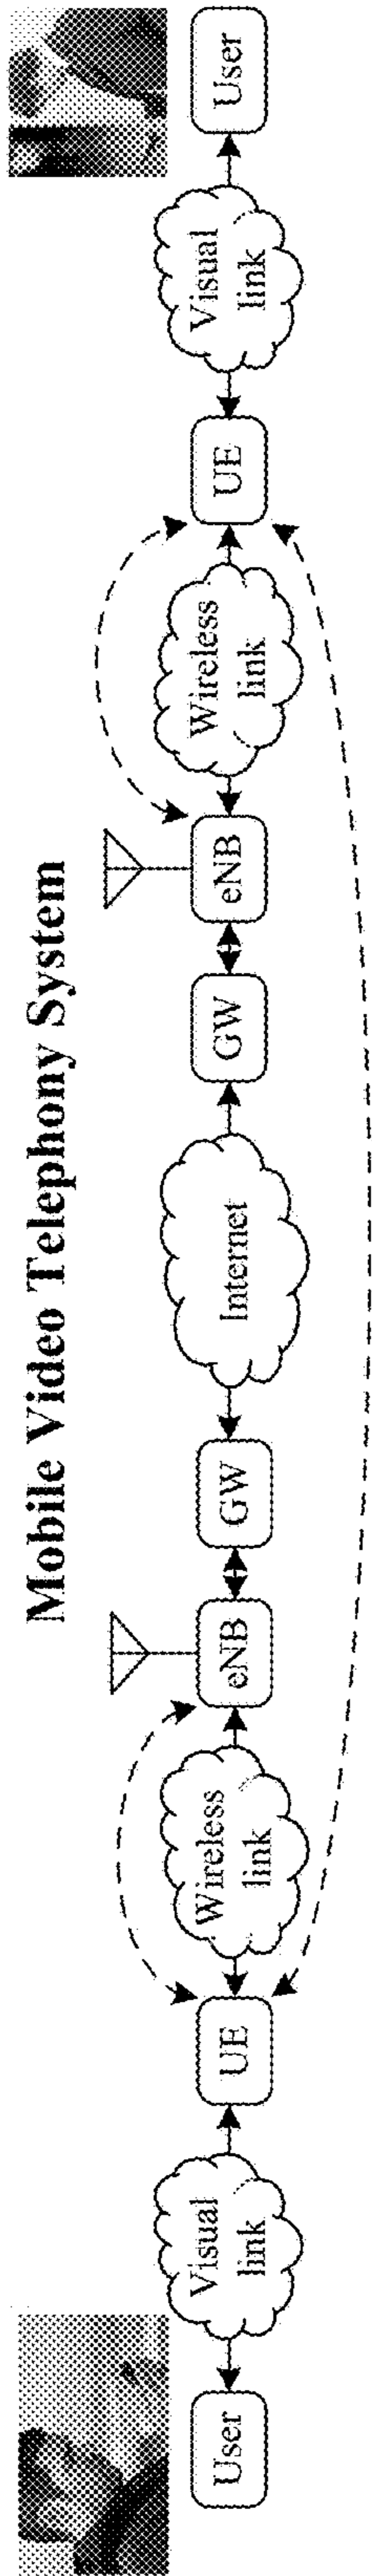 Mobile Video Telephony System
User
Visual
link
UE
Wireless
link
eNB
GW
Internet
GW
eNB
Wireless
link
UE
Visual
link
User